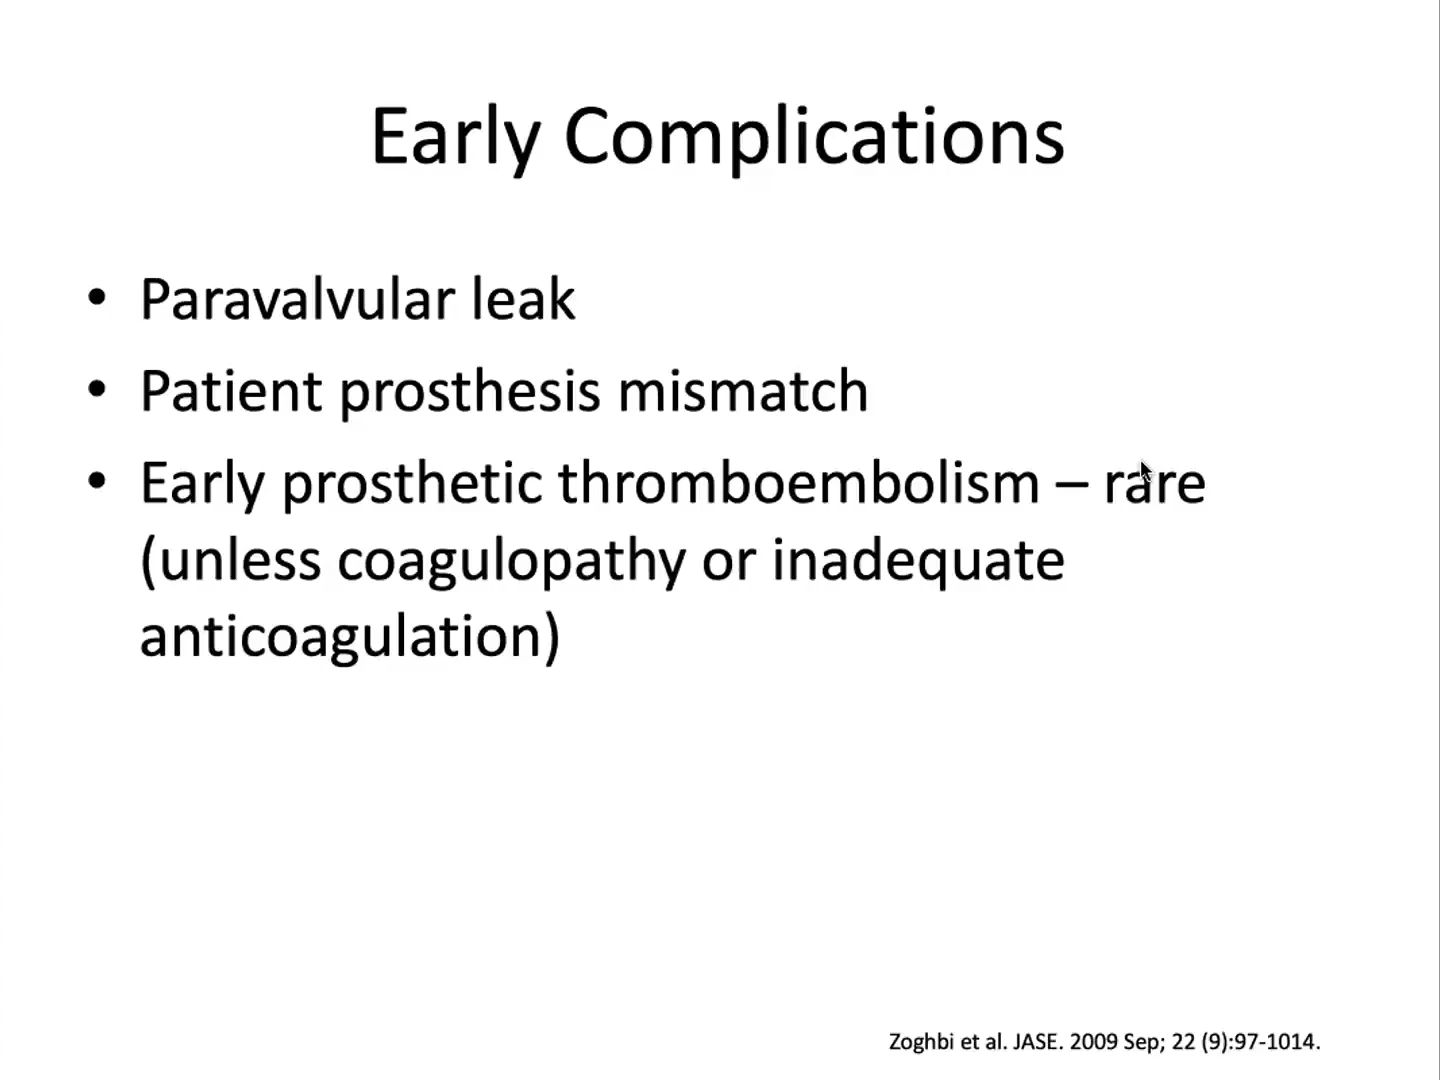 Early Complications
• Paravalvular leak
• Patient prosthesis mismatch
• Early prosthetic thromboembolism – rare
(unless coagulopathy or inadequate
anticoagulation)
Zoghbi et al. JASE. 2009 Sep; 22 (9):97-1014.